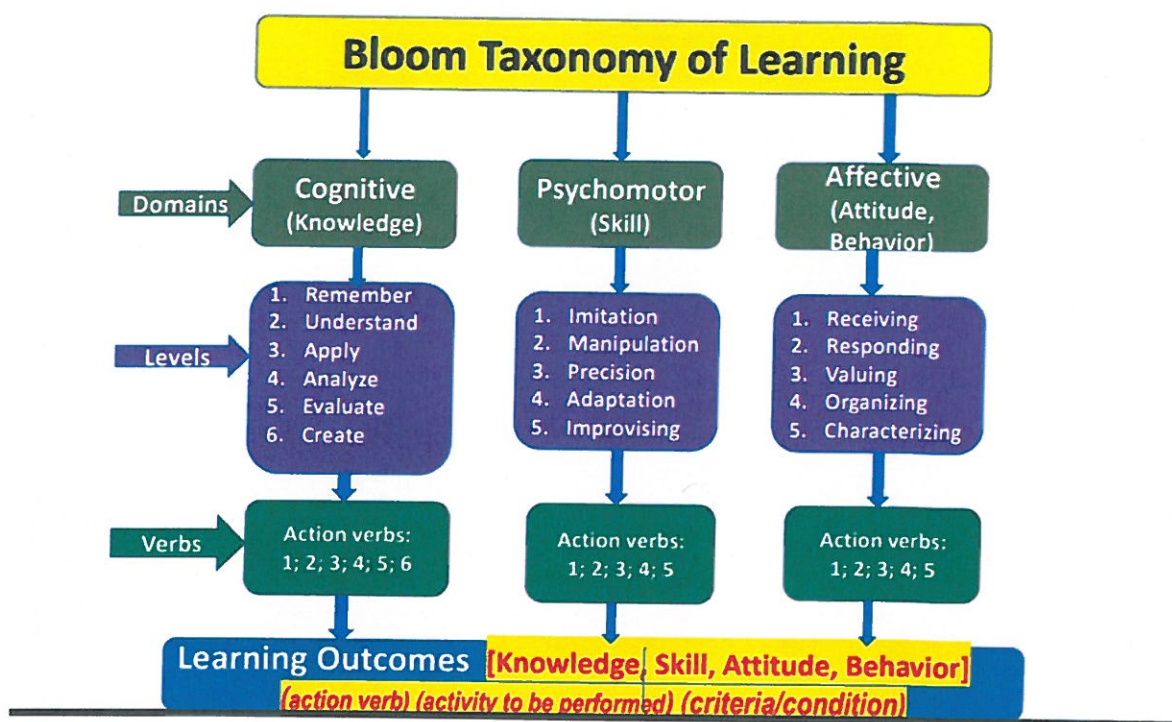 Bloom Taxonomy of Learning
Domains
Cognitive
(Knowledge)
Psychomotor
(Skill)
Affective
(Attitude,
Behavior)
Levels
1. Remember
2. Understand
3. Apply
4. Analyze
5. Evaluate
6. Create
1. Imitation
2. Manipulation
3. Precision
4. Adaptation
5. Improvising
1. Receiving
2. Responding
3. Valuing
4. Organizing
5. Characterizing
Verbs
Action verbs:
1; 2; 3; 4; 5; 6
Action verbs:
1; 2; 3; 4; 5
Action verbs:
1; 2; 3; 4; 5
Learning Outcomes [Knowledge, Skill, Attitude, Behavior]
(action verb) (activity to be performed) (criteria/condition)